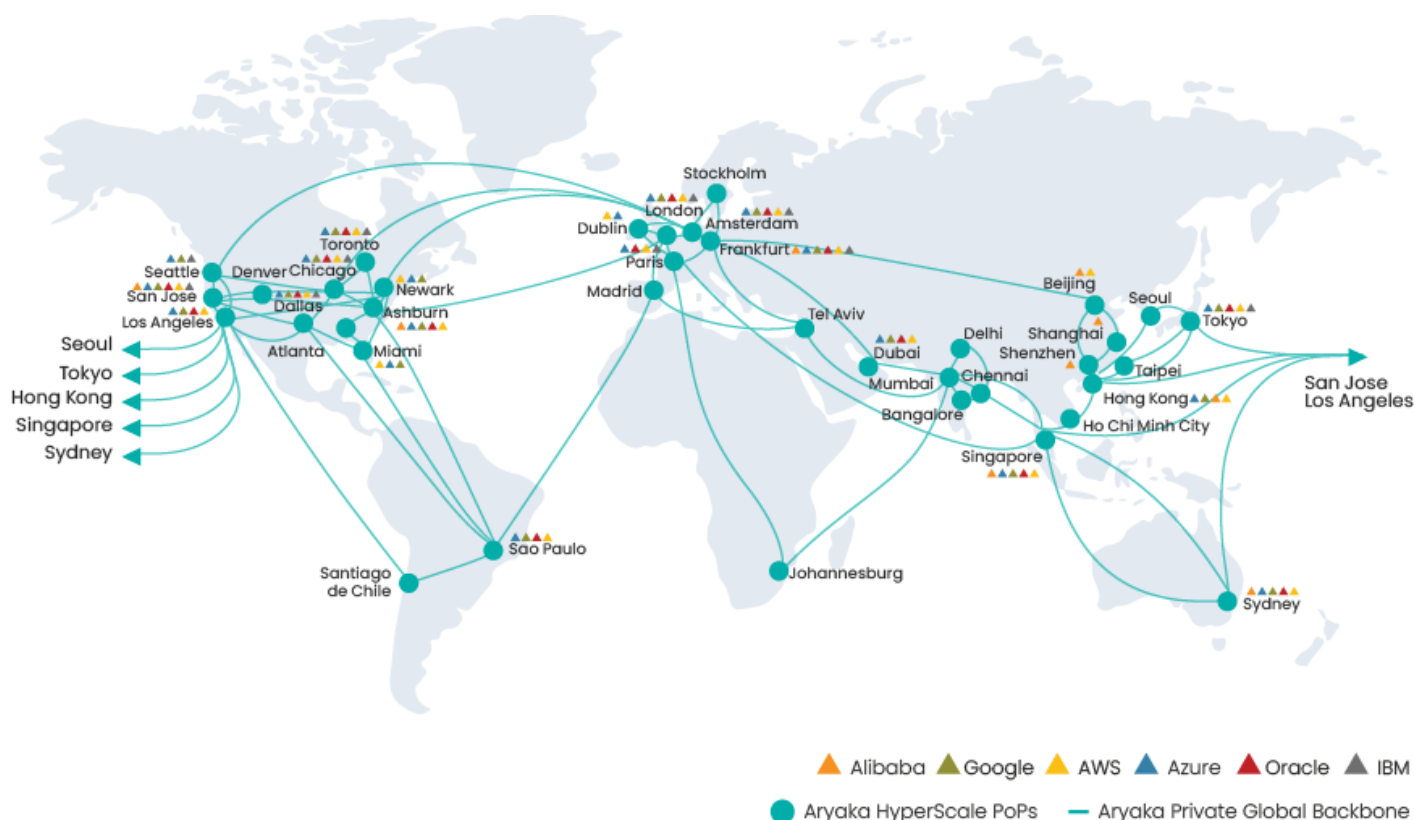 Stockholm
London
Dublin
Amsterdam
Toronto
Frankfurt
Seattle
Denver
Chicago
Paris
Beijing
San Jose
Newark
Madrid
Seoul
Dallas
Ashburn
Los Angeles
Tel Aviv
Tokyo
Shanghai
Delhi
Seoul
Atlanta
Miami
Dubai
Shenzhen
Tokyo
Mumbai
Chennai
Taipei
San Jose
Los Angeles
Hong Kong
Hong Kong
Bangalore
Singapore
Ho Chi Minh City
Sydney
Singapore
Sao Paulo
Santiago
de Chile
Johannesburg
Sydney
Alibaba Google AWS Azure Oracle IBM
Aryaka HyperScale PoPs Aryaka Private Global Backbone